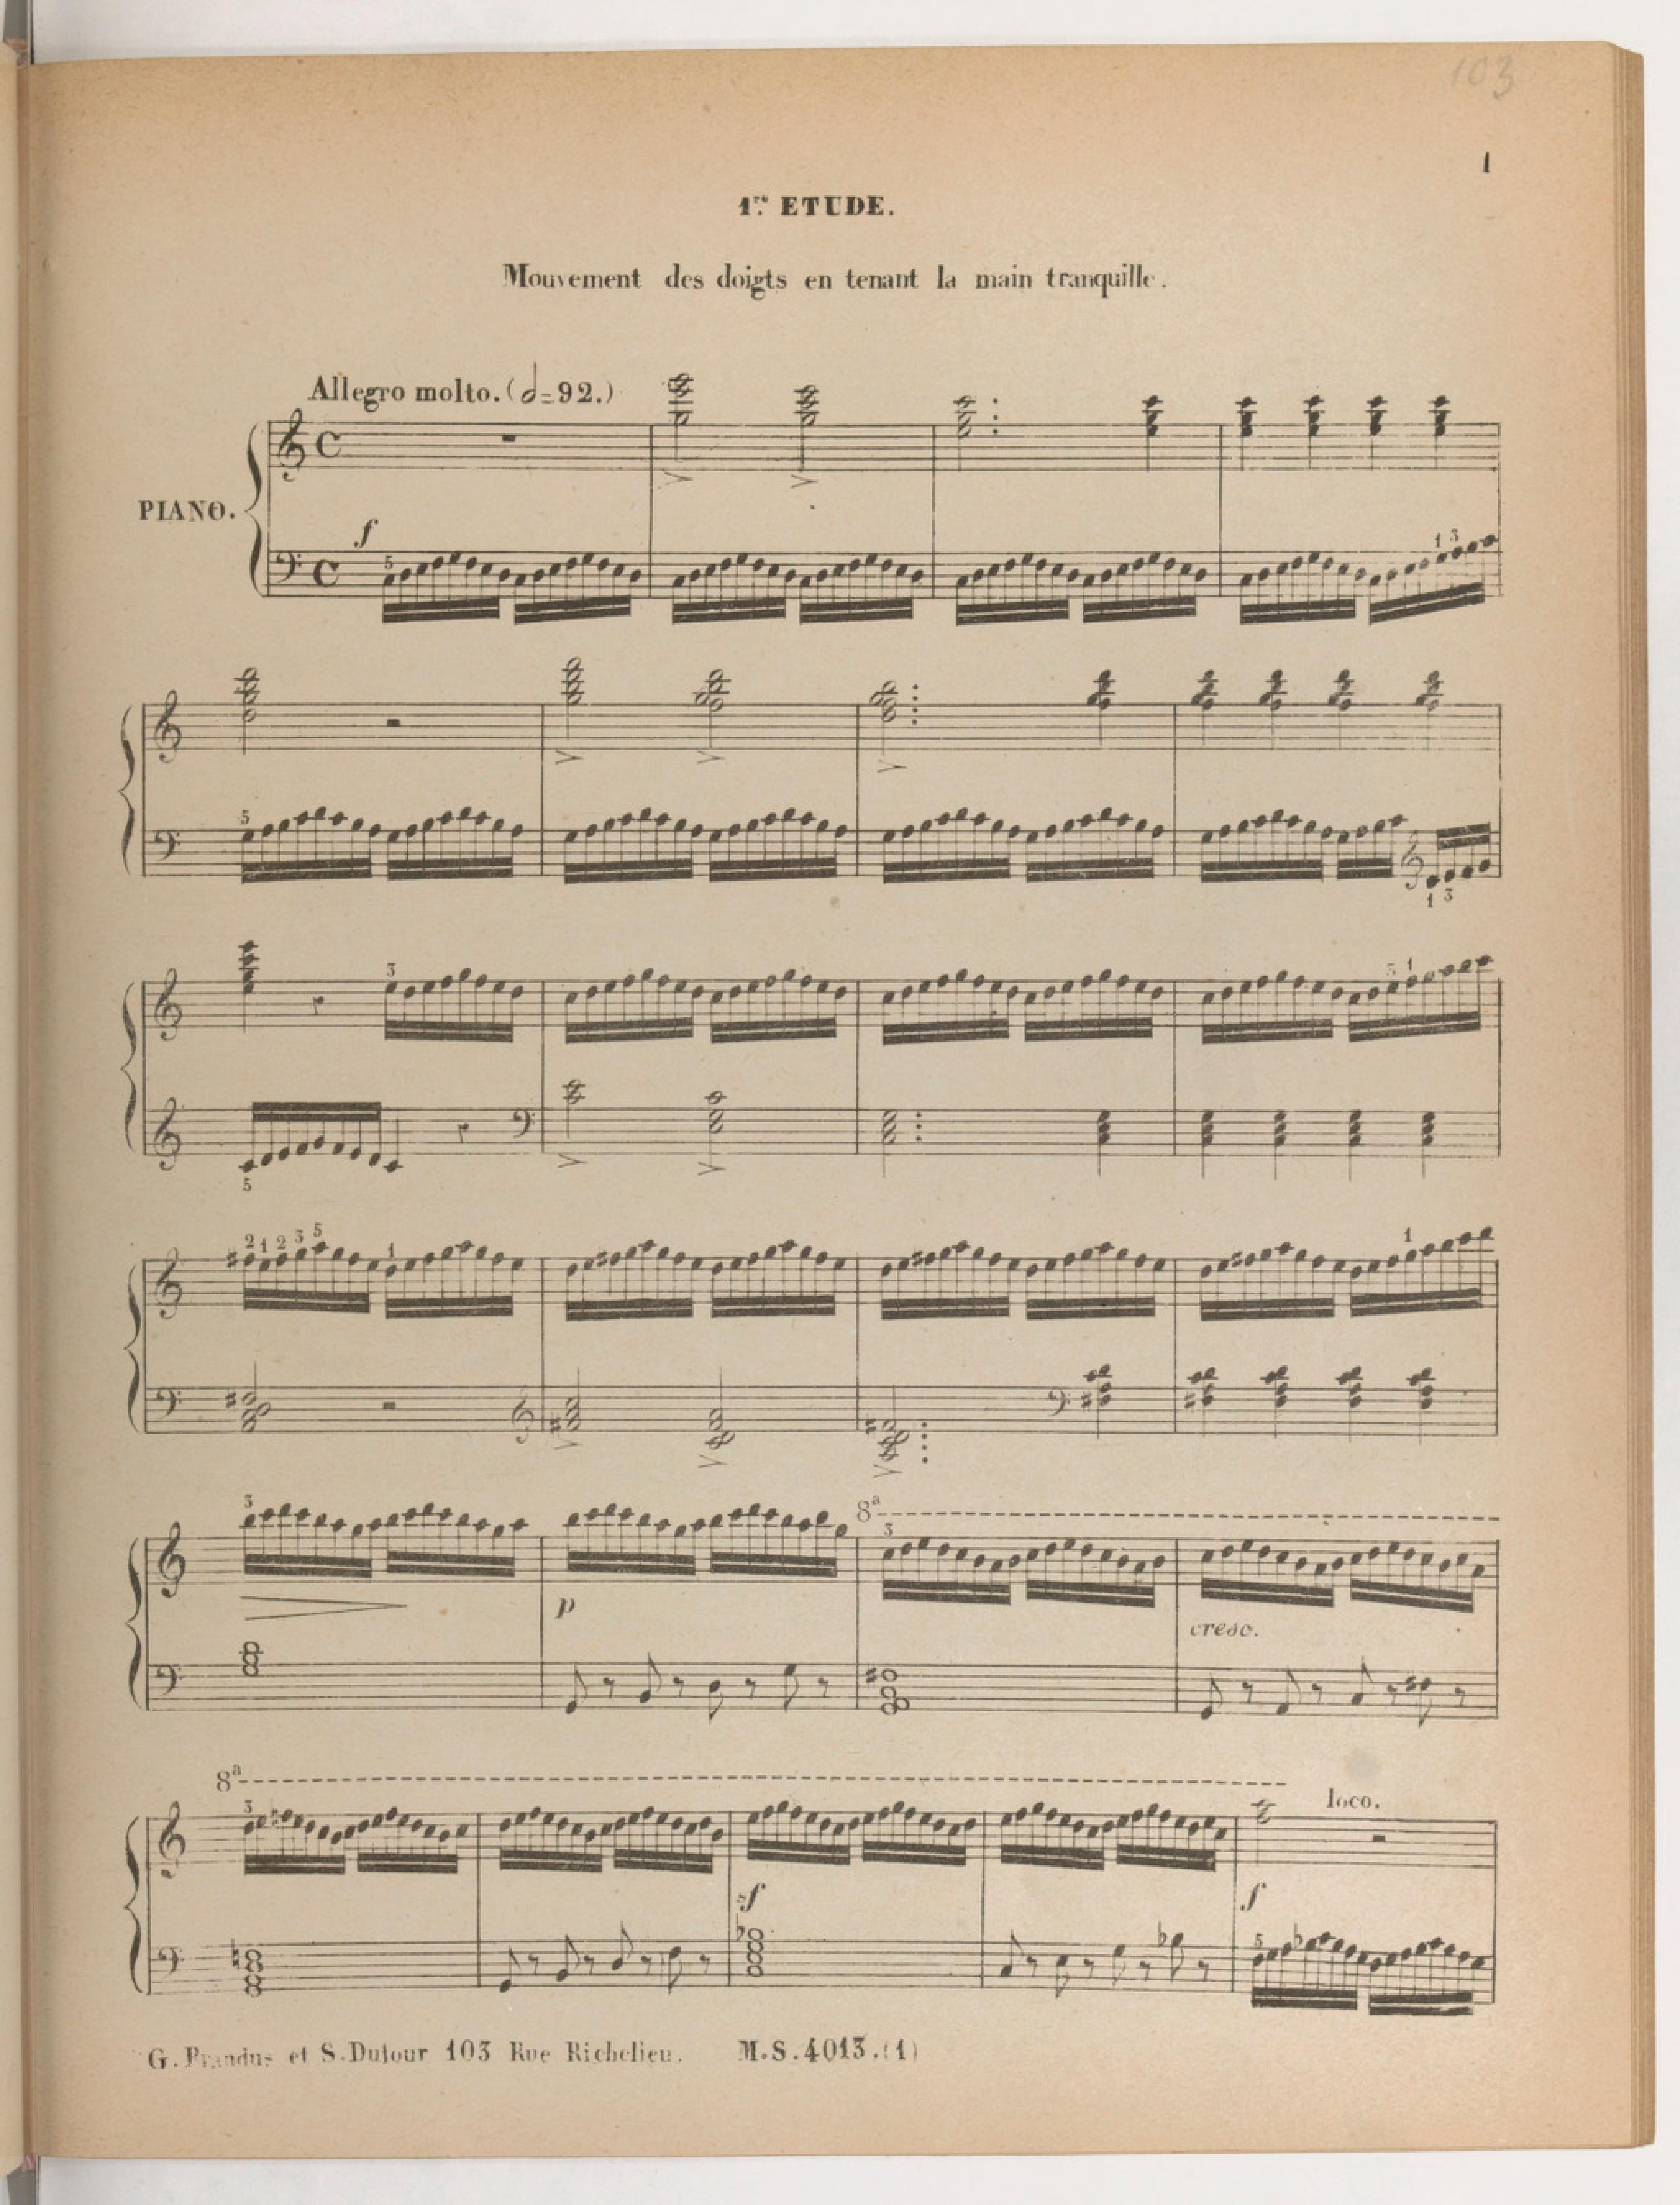 103
1
1re ETUDE.
Mouvement des doigts en tenant la main tranquille.
Allegro molto. (𝅗𝅥=92.)
PIANO.
f
5
1 3
5
1 3
3
3 1
5
2 1 2 3 5
1
1
3
8a
3
p
cresc.
8a
loco.
3
sf
f
5
G. Brandus et S. Dufour 103 Rue Richelieu. M.S. 4013.(1)